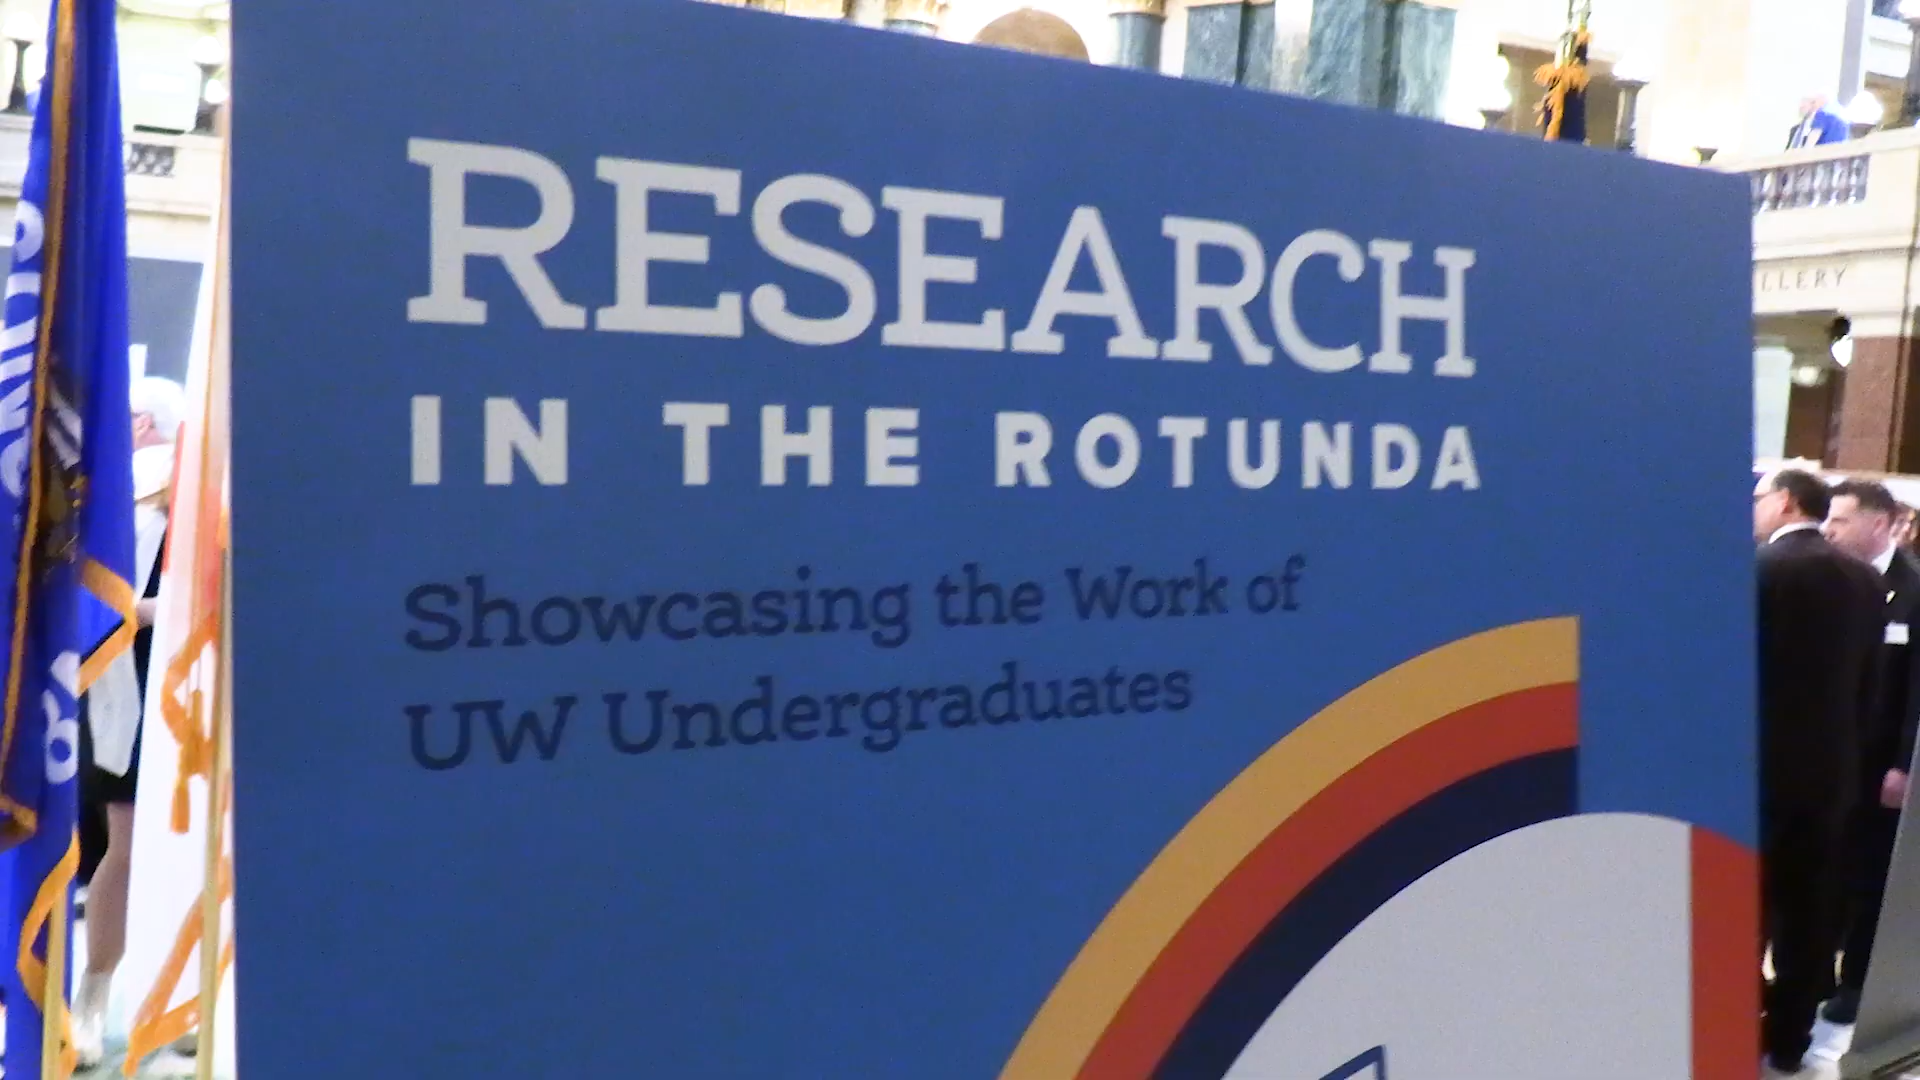 RESEARCH
IN THE ROTUNDA
Showcasing the Work of
UW Undergraduates